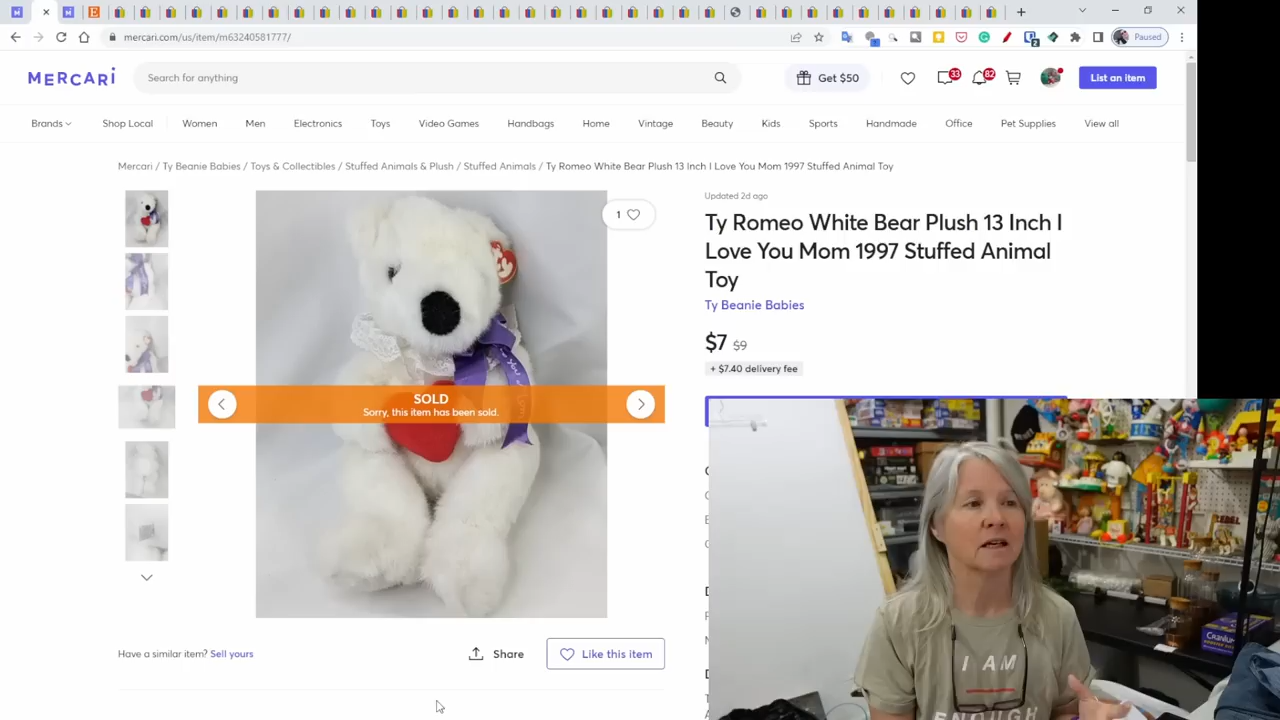 Paused
mercari.com/us/item/m63240581777/
MERCARI
Search for anything
Get $50
33
82
List an item
Brands
Shop Local
Women
Men
Electronics
Toys
Video Games
Handbags
Home
Vintage
Beauty
Kids
Sports
Handmade
Office
Pet Supplies
View all
Mercari / Ty Beanie Babies / Toys & Collectibles / Stuffed Animals & Plush / Stuffed Animals / Ty Romeo White Bear Plush 13 Inch I Love You Mom 1997 Stuffed Animal Toy
1
Updated 2d ago
Ty Romeo White Bear Plush 13 Inch I
Love You Mom 1997 Stuffed Animal
Toy
Ty Beanie Babies
$7 $9
+ $7.40 delivery fee
SOLD
Sorry, this item has been sold.
Have a similar item? Sell yours
Share
Like this item
CRANIUM
I AM
ENOUGH